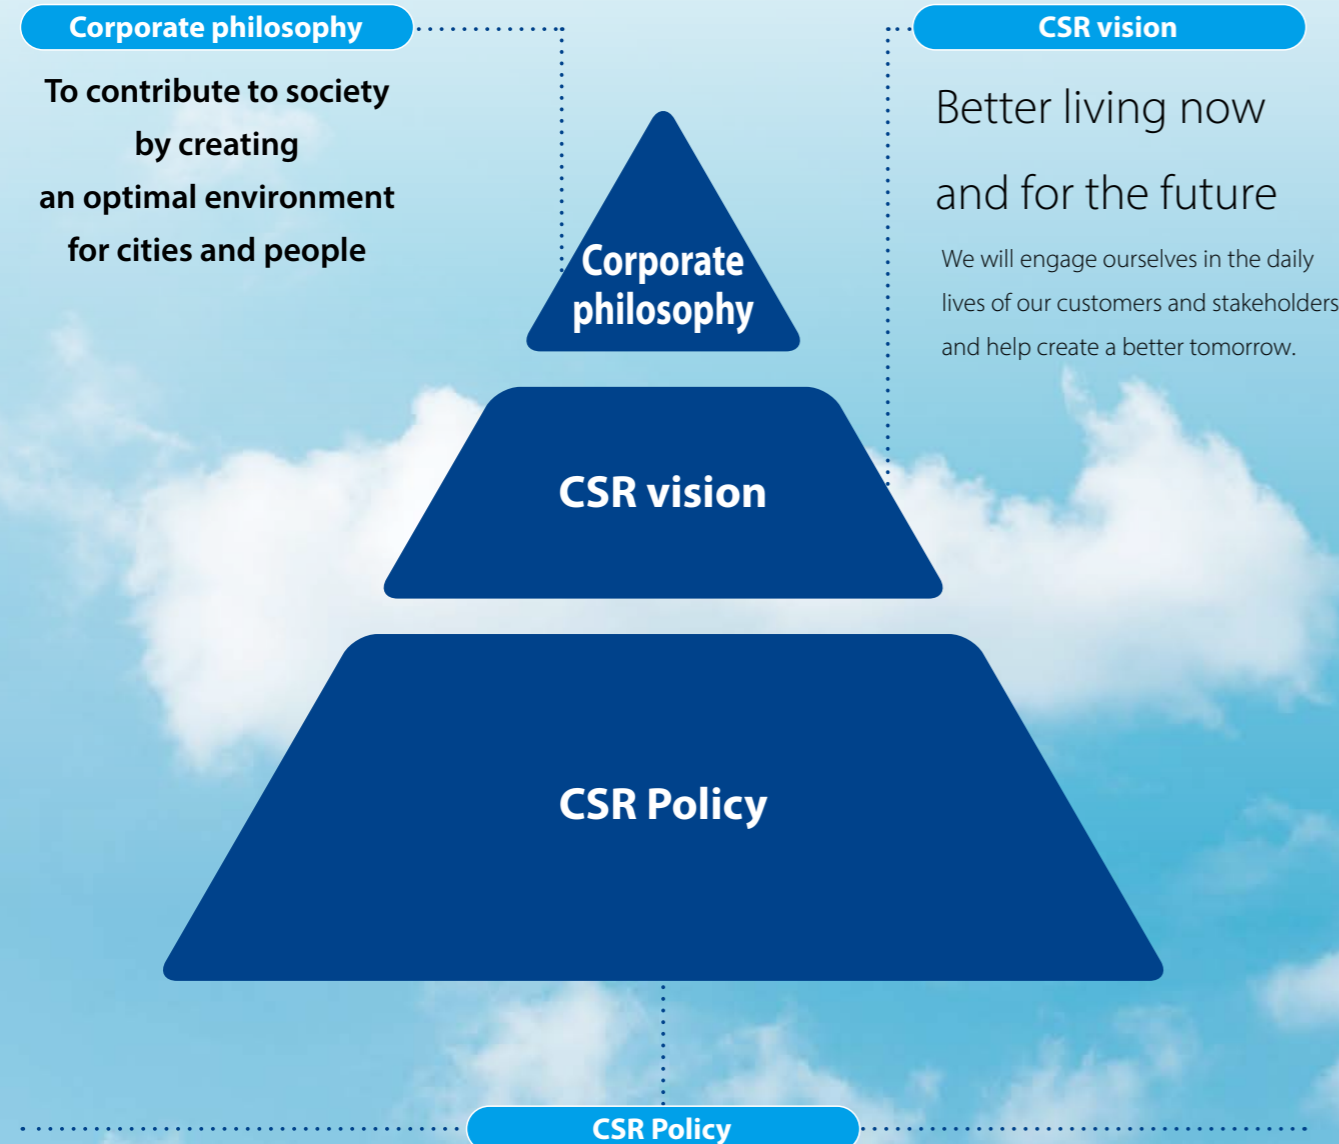 Corporate philosophy
To contribute to society
by creating
an optimal environment
for cities and people
CSR vision
Better living now
and for the future
We will engage ourselves in the daily
lives of our customers and stakeholders
and help create a better tomorrow.
Corporate
philosophy
CSR vision
CSR Policy
CSR Policy